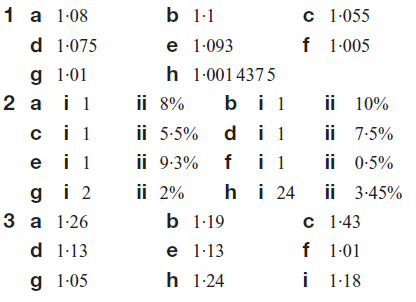 1 a 1·08 b 1·1 c 1·055
d 1·075 e 1·093 f 1·005
g 1·01 h 1·001 4375
2 a i 1 ii 8% b i 1 ii 10%
c i 1 ii 5·5% d i 1 ii 7·5%
e i 1 ii 9·3% f i 1 ii 0·5%
g i 2 ii 2% h i 24 ii 3·45%
3 a 1·26 b 1·19 c 1·43
d 1·13 e 1·13 f 1·01
g 1·05 h 1·24 i 1·18